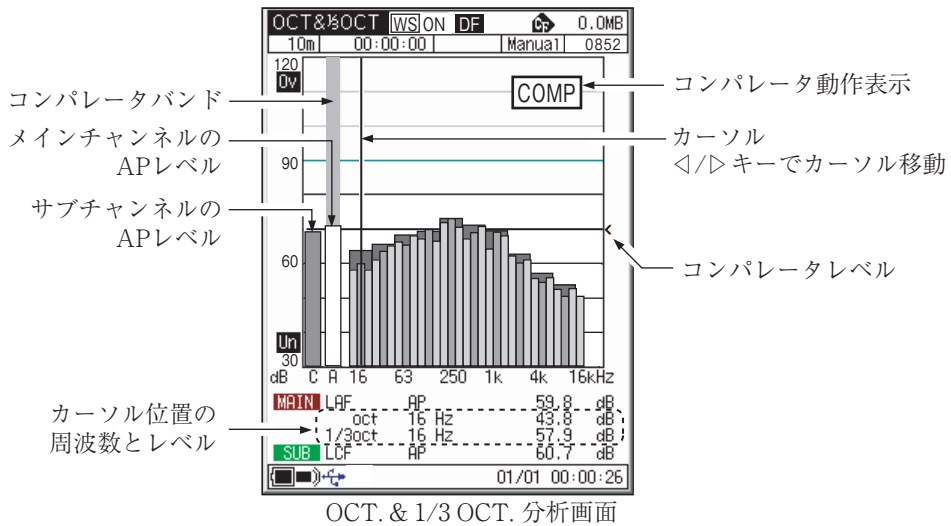 OCT&⅓OCT WS ON DF CF 0.0MB
10m 00:00:00 Manual 0852
120
Ov
COMP
90
60
Un
30
dB C A 16 63 250 1k 4k 16kHz
MAIN LAF AP 59.8 dB
oct 16 Hz 43.8 dB
1/3oct 16 Hz 57.9 dB
SUB LCF AP 60.7 dB
01/01 00:00:26
コンパレータバンド
メインチャンネルの
APレベル
サブチャンネルの
APレベル
カーソル位置の
周波数とレベル
コンパレータ動作表示
カーソル
◁/▷キーでカーソル移動
コンパレータレベル
OCT. & 1/3 OCT. 分析画面